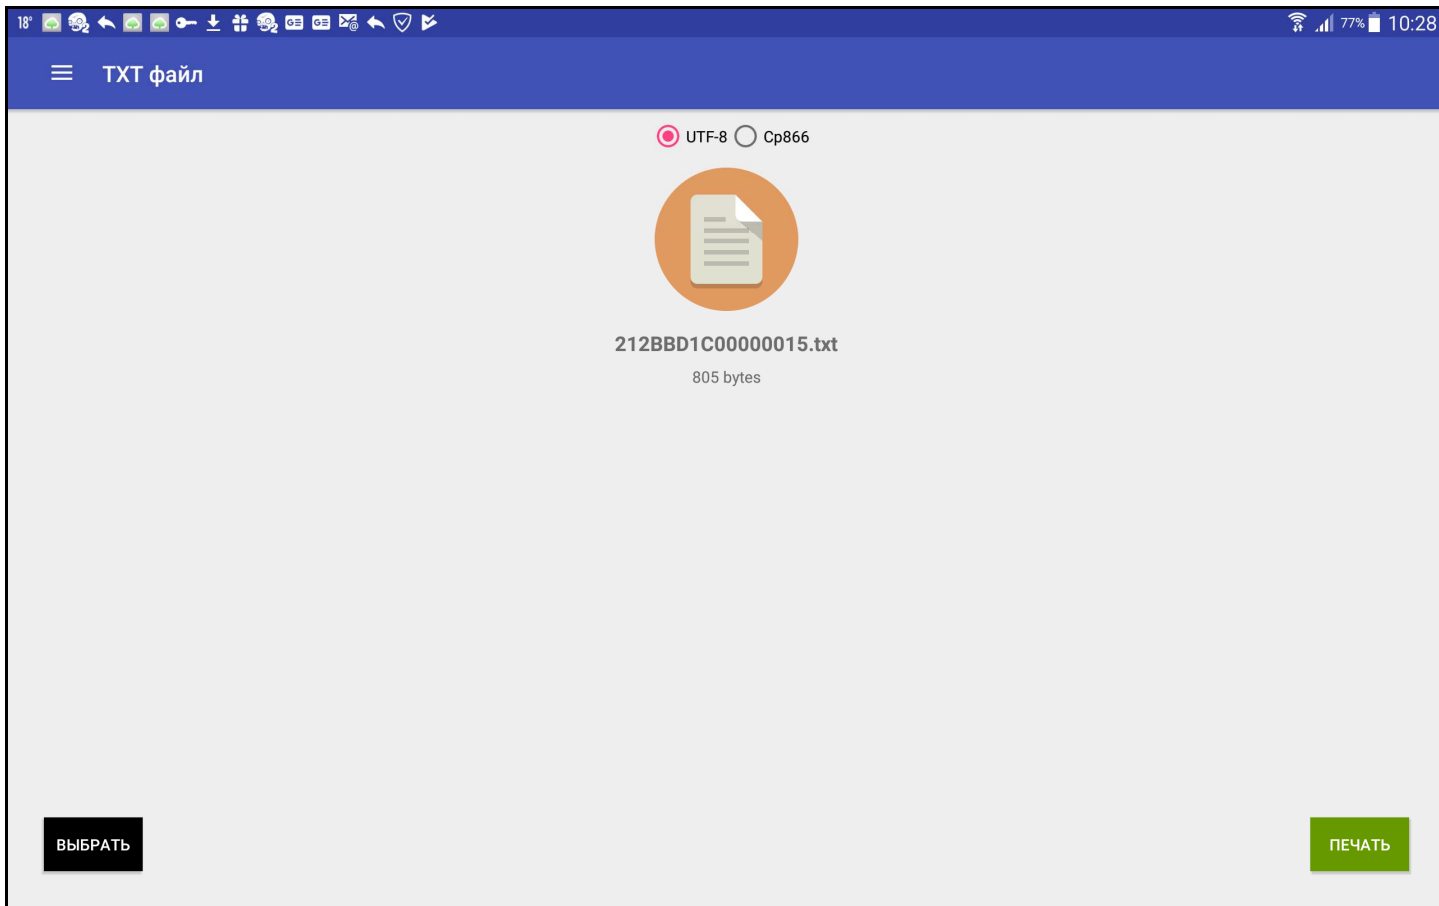 18° 77% 10:28
TXT файл
UTF-8 Cp866
212BBD1C00000015.txt
805 bytes
ВЫБРАТЬ ПЕЧАТЬ